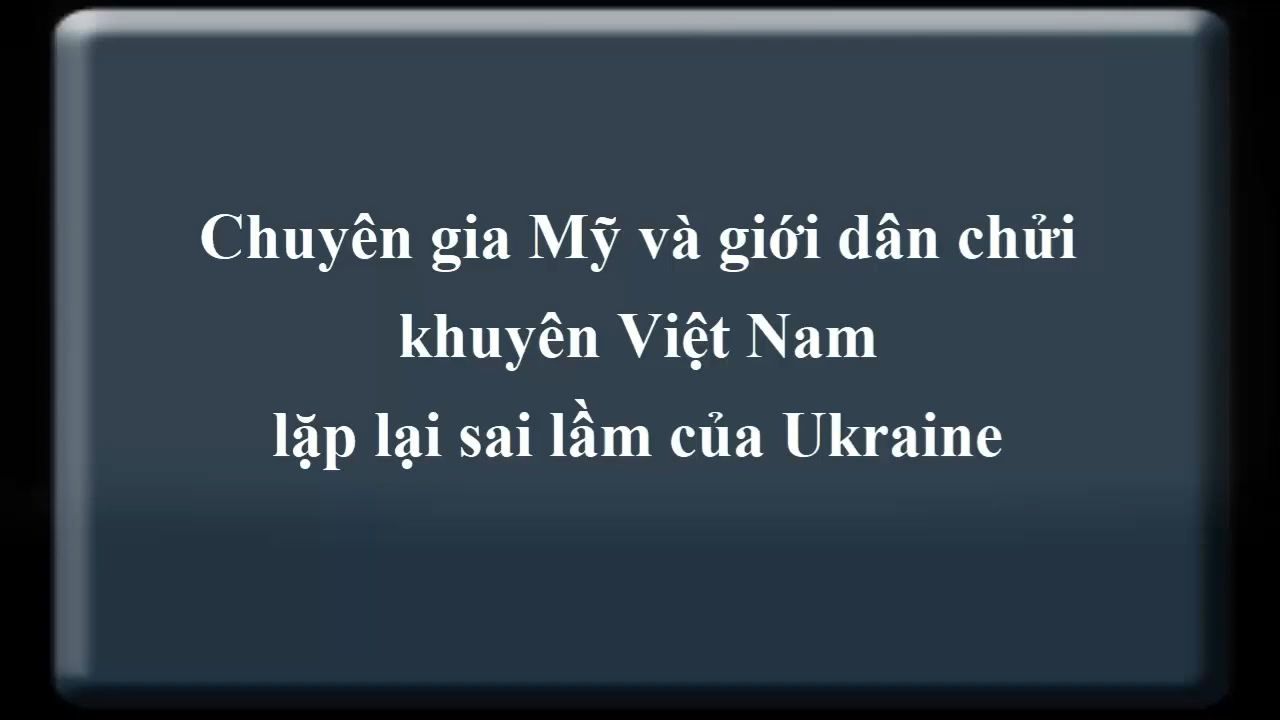 Chuyên gia Mỹ và giới dân chửi
khuyên Việt Nam
lặp lại sai lầm của Ukraine